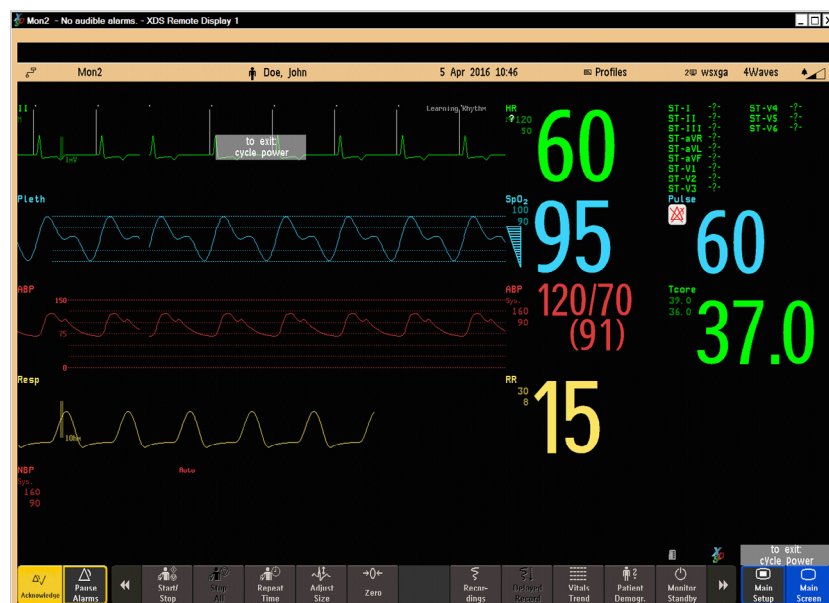 Mon2 - No audible alarms. - XDS Remote Display 1
Mon2 Doe, John 5 Apr 2016 10:46 Profiles wsxga 4Waves
II
M
Learning Rhythm
1mV
to exit:
cycle power
HR
? 120
50
60
ST-I -?-
ST-II -?-
ST-III -?-
ST-aVR -?-
ST-aVL -?-
ST-aVF -?-
ST-V1 -?-
ST-V2 -?-
ST-V3 -?-
ST-V4 -?-
ST-V5 -?-
ST-V6 -?-
Pleth
SpO₂
100
90
95
Pulse
60
ABP
150
75
0
ABP
Sys.
160
90
120/70
(91)
Tcore
39.0
36.0
37.0
Resp
10hm
RR
30
8
15
NBP
Sys.
160
90
Auto
to exit:
cycle Power
Acknowledge
Pause
Alarms
Start/
Stop
Stop
All
Repeat
Time
Adjust
Size
→0←
Zero
Recor-
dings
Delayed
Record
Vitals
Trend
Patient
Demogr.
Monitor
Standby
Main
Setup
Main
Screen